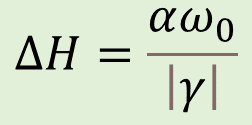 ΔH = αω₀ / |γ|